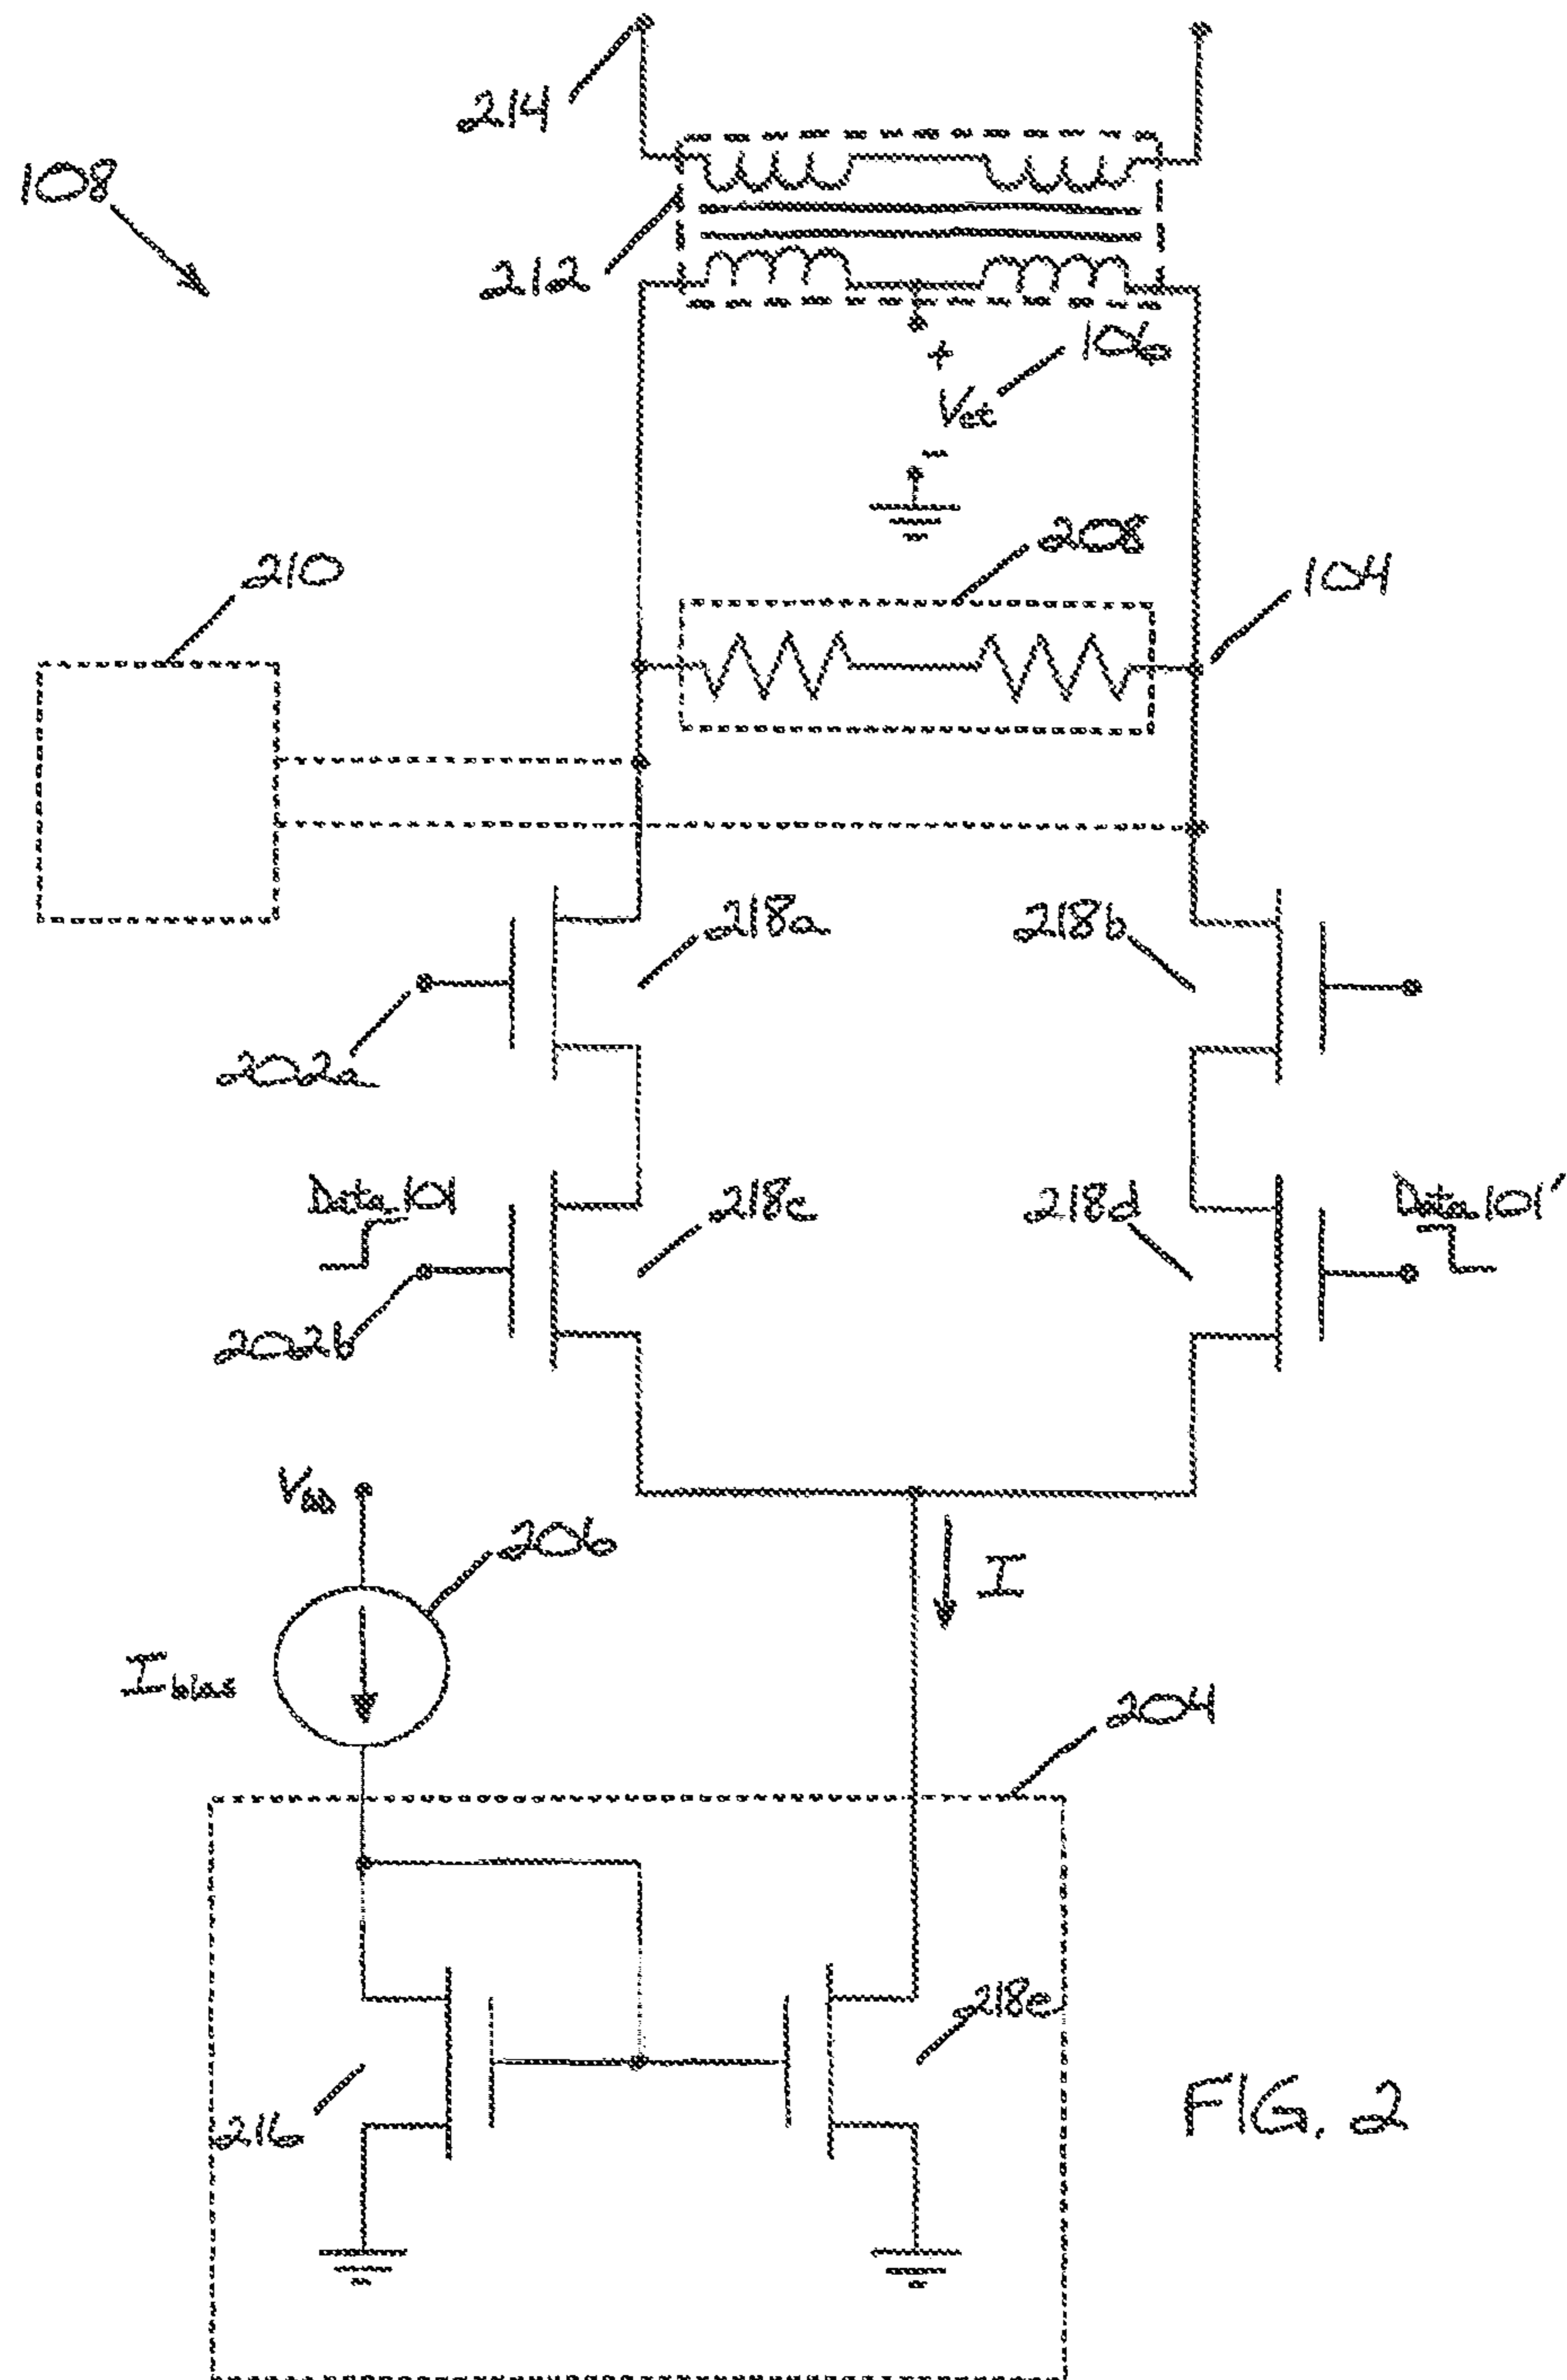 214
108
212
106
+
Vct
-
208
104
210
218a
218b
202a
Data 101
218c
218d
Data 101'
202b
VDD
206
I
Ibias
204
218e
216
FIG. 2